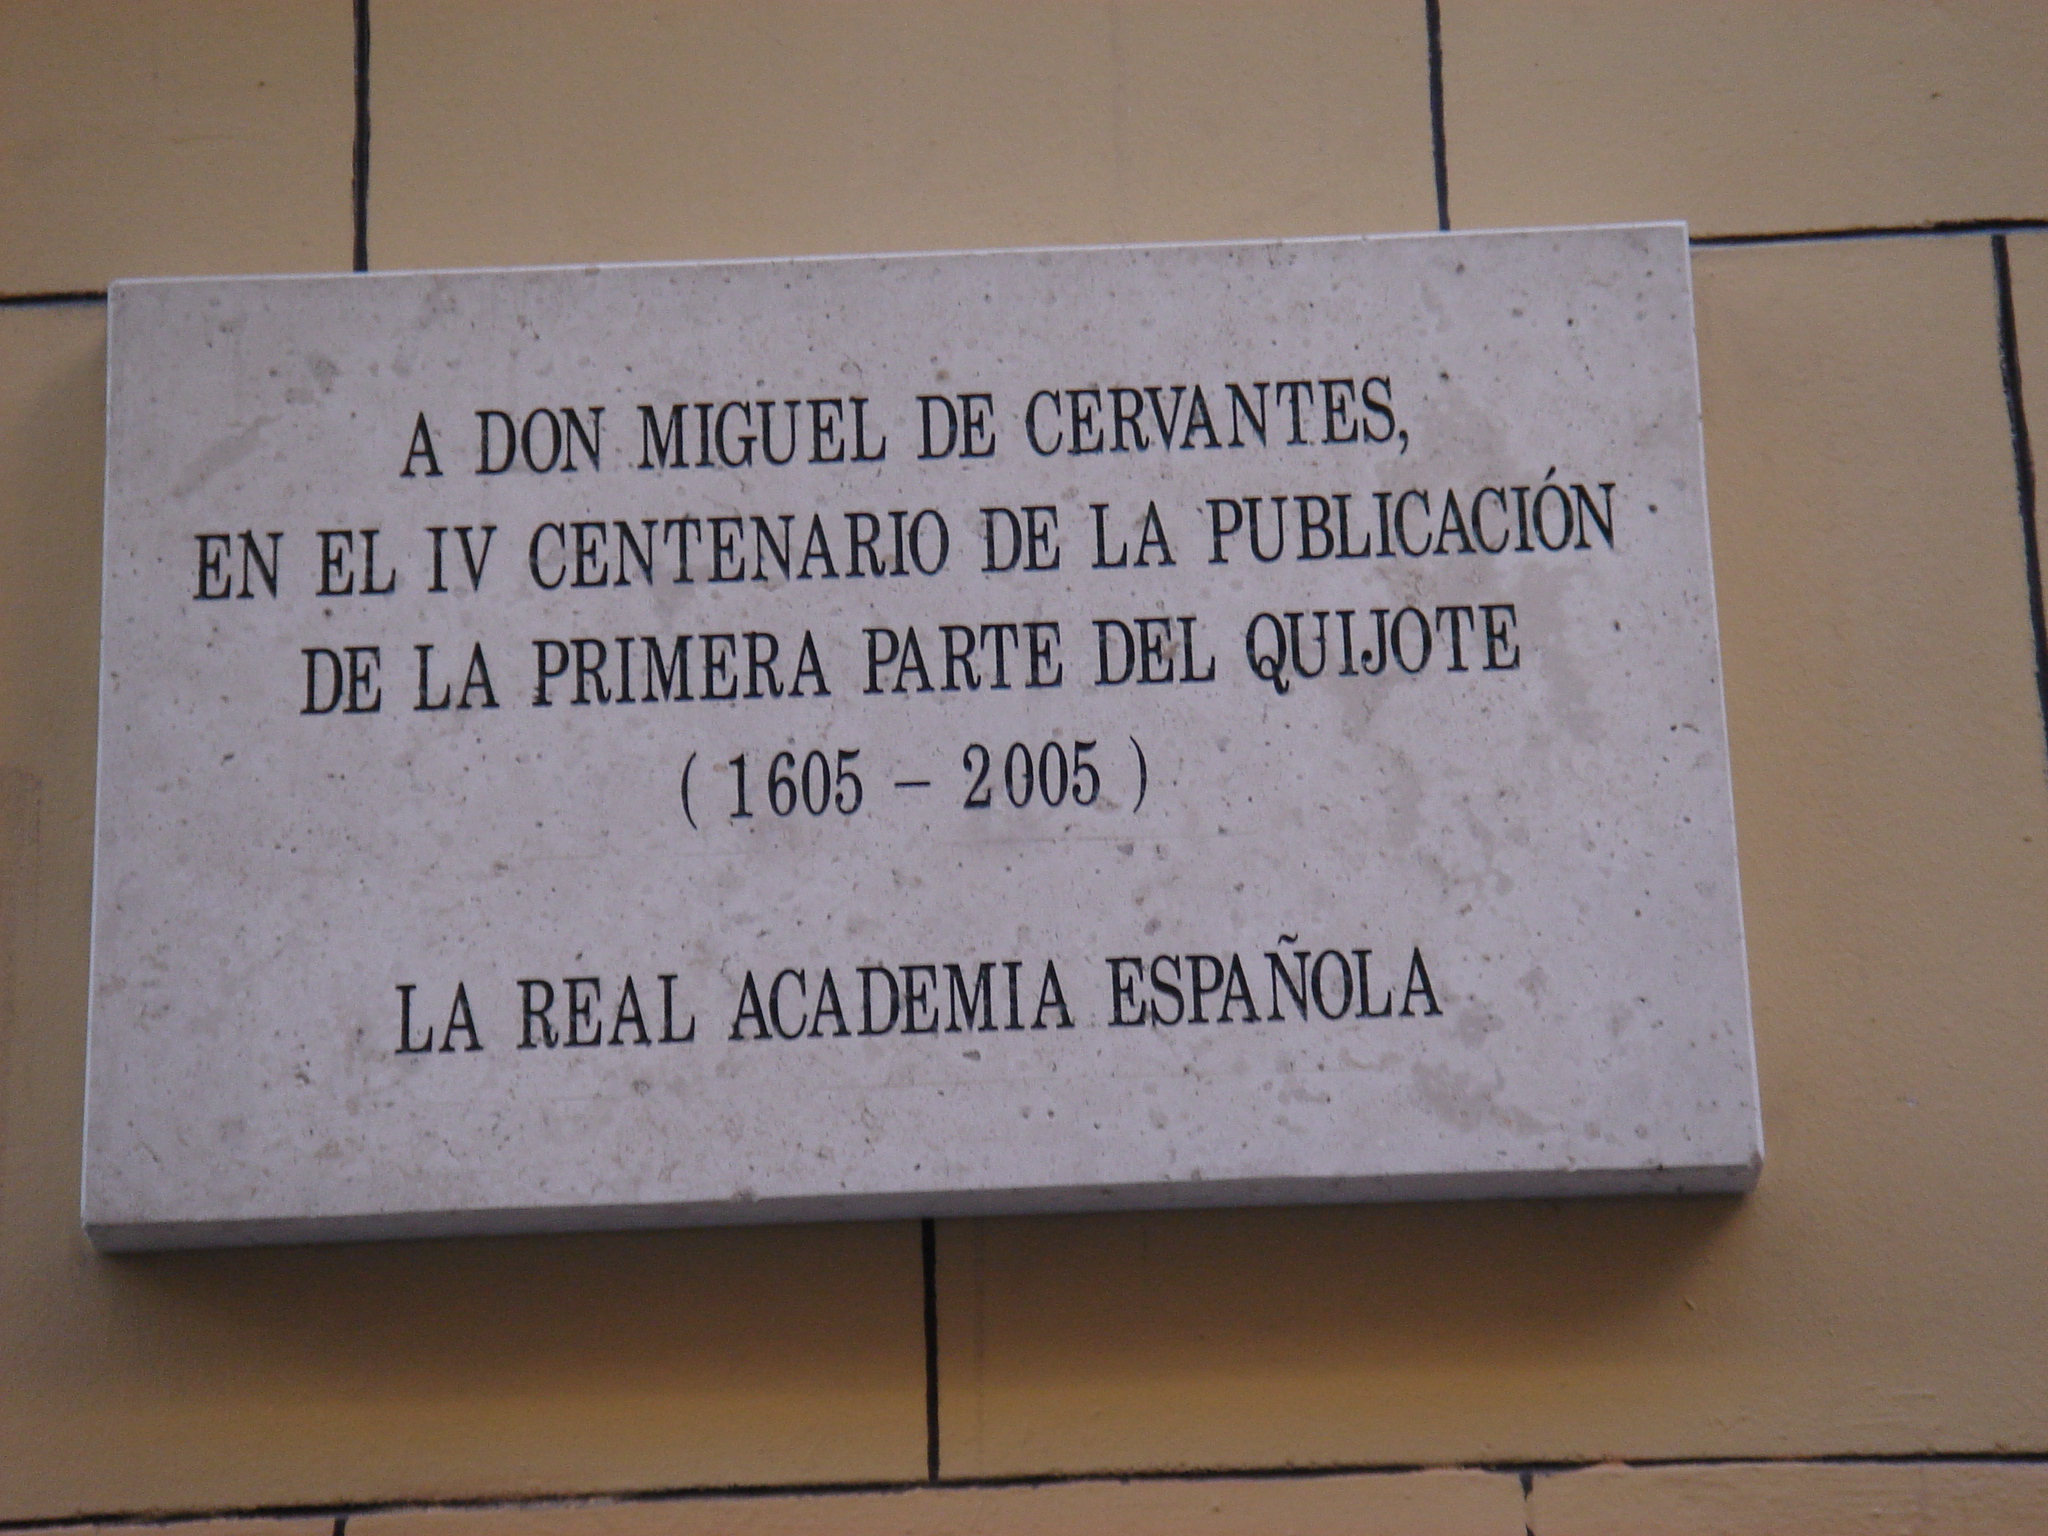 A DON MIGUEL DE CERVANTES,
EN EL IV CENTENARIO DE LA PUBLICACIÓN
DE LA PRIMERA PARTE DEL QUIJOTE
( 1605 – 2005 )
LA REAL ACADEMIA ESPAÑOLA